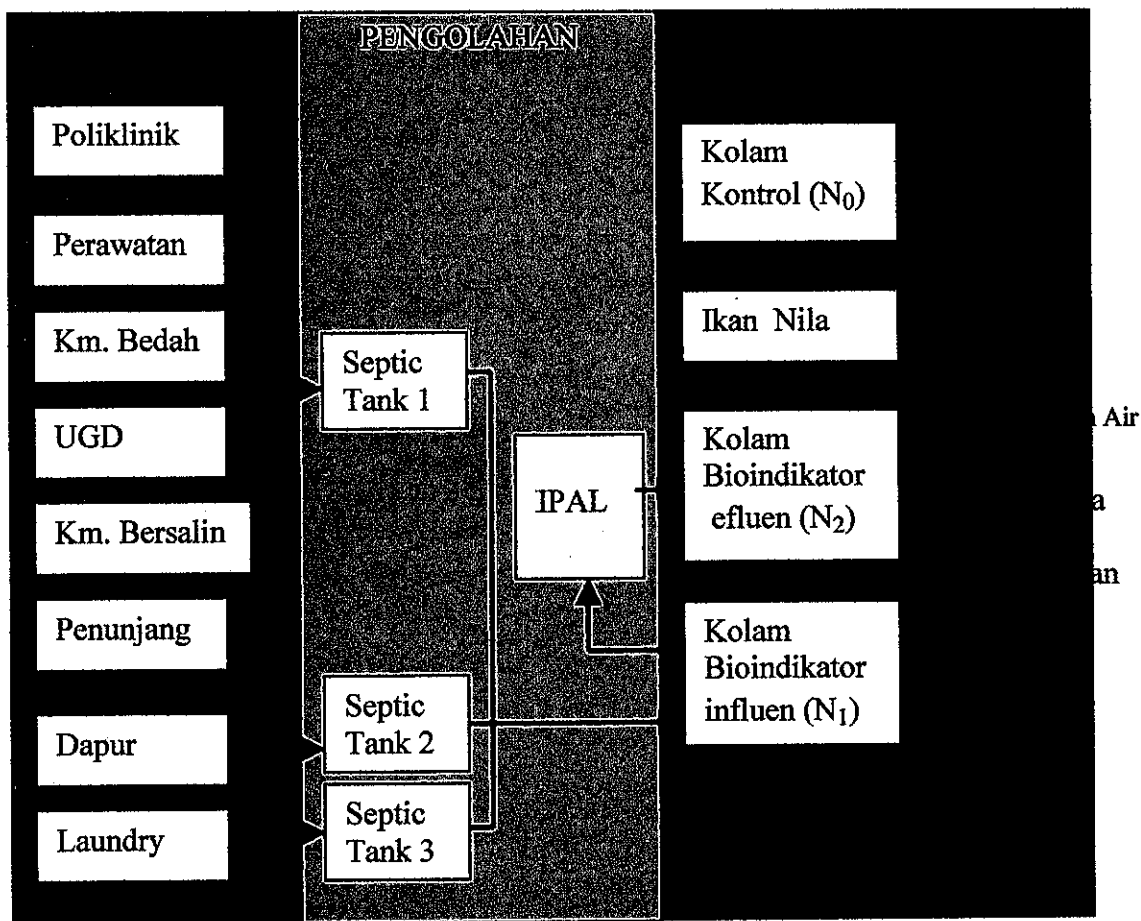 PENGOLAHAN
Poliklinik
Perawatan
Km. Bedah
UGD
Km. Bersalin
Penunjang
Dapur
Laundry
Septic
Tank 1
Septic
Tank 2
Septic
Tank 3
IPAL
Kolam
Kontrol (N₀)
Ikan Nila
Kolam
Bioindikator
efluen (N₂)
Kolam
Bioindikator
influen (N₁)
Air
a
an